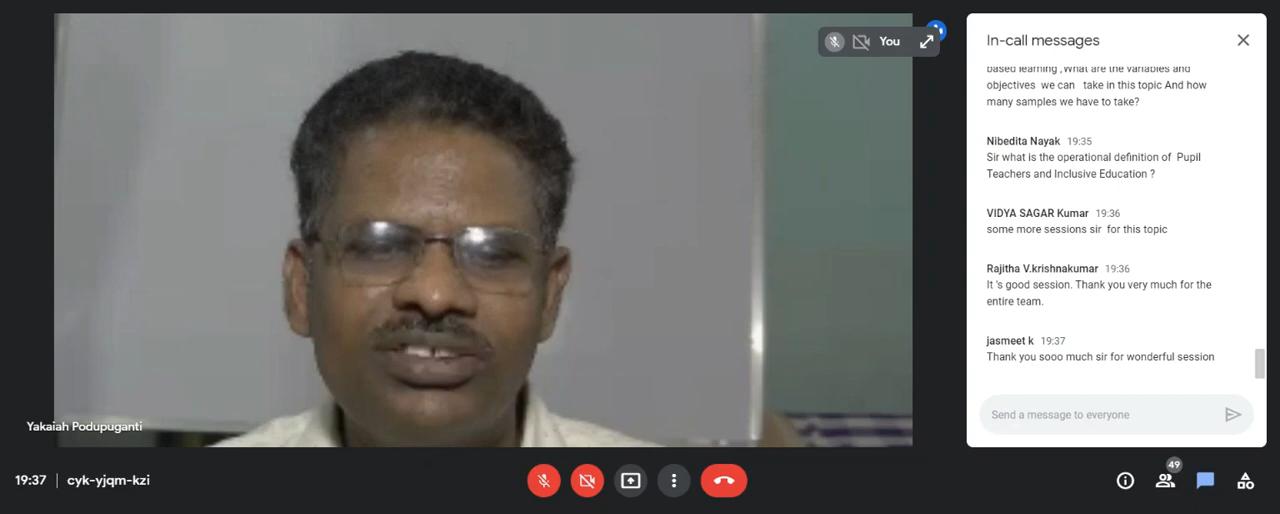 You
Yakaiah Podupuganti
In-call messages
based learning ,What are the variables and
objectives we can take in this topic And how
many samples we have to take?
Nibedita Nayak 19:35
Sir what is the operational definition of Pupil
Teachers and Inclusive Education ?
VIDYA SAGAR Kumar 19:36
some more sessions sir for this topic
Rajitha V.krishnakumar 19:36
It 's good session. Thank you very much for the
entire team.
jasmeet k 19:37
Thank you sooo much sir for wonderful session
Send a message to everyone
19:37 | cyk-yjqm-kzi
49